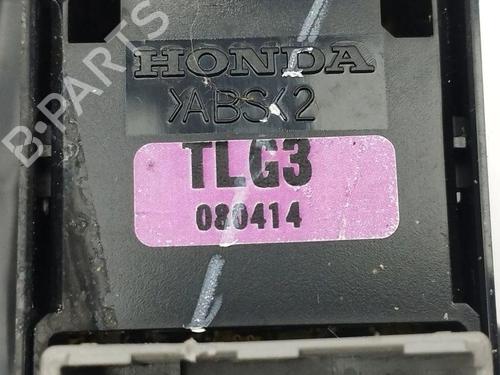 HONDA
>ABS<2
TLG3
080414
B-PARTS